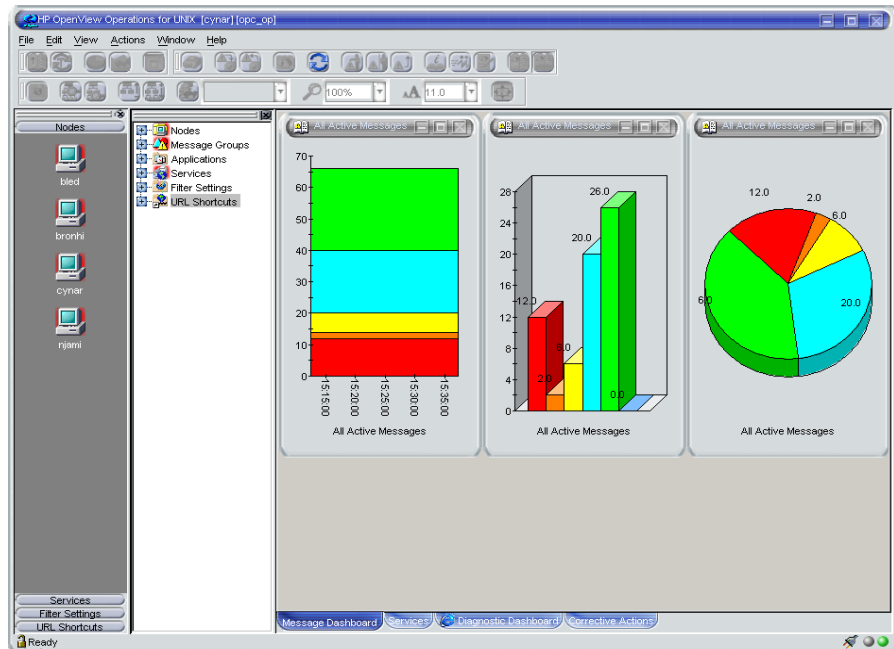 HP OpenView Operations for UNIX [cynar] [opc_op]
File Edit View Actions Window Help
100%
AA 11.0
Nodes
bled
bronhi
cynar
njami
Services
Filter Settings
URL Shortcuts
Nodes
Message Groups
Applications
Services
Filter Settings
URL Shortcuts
All Active Messages
70
60
50
40
30
20
10
0
15:15:00
15:20:00
15:25:00
15:30:00
15:35:00
All Active Messages
All Active Messages
28
24
20
16
12
8
4
0
12.0
2.0
6.0
20.0
26.0
0.0
All Active Messages
All Active Messages
12.0
2.0
6.0
20.0
6.0
All Active Messages
Message Dashboard
Services
Diagnostic Dashboard
Corrective Actions
Ready